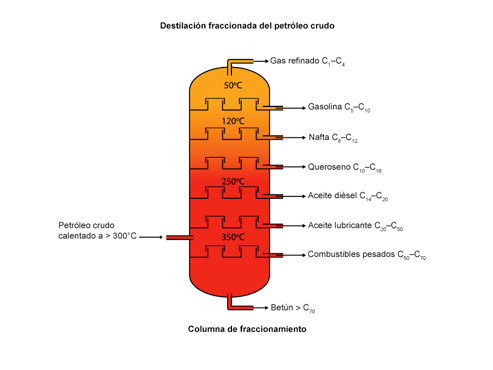 Destilación fraccionada del petróleo crudo
Gas refinado C₁–C₄
50ºC
Gasolina C₅–C₁₀
120ºC
Nafta C₈–C₁₂
Queroseno C₁₀–C₁₆
250ºC
Aceite diésel C₁₄–C₂₀
Petróleo crudo
calentado a > 300°C
Aceite lubricante C₂₀–C₅₀
350ºC
Combustibles pesados C₅₀–C₇₀
Betún > C₇₀
Columna de fraccionamiento